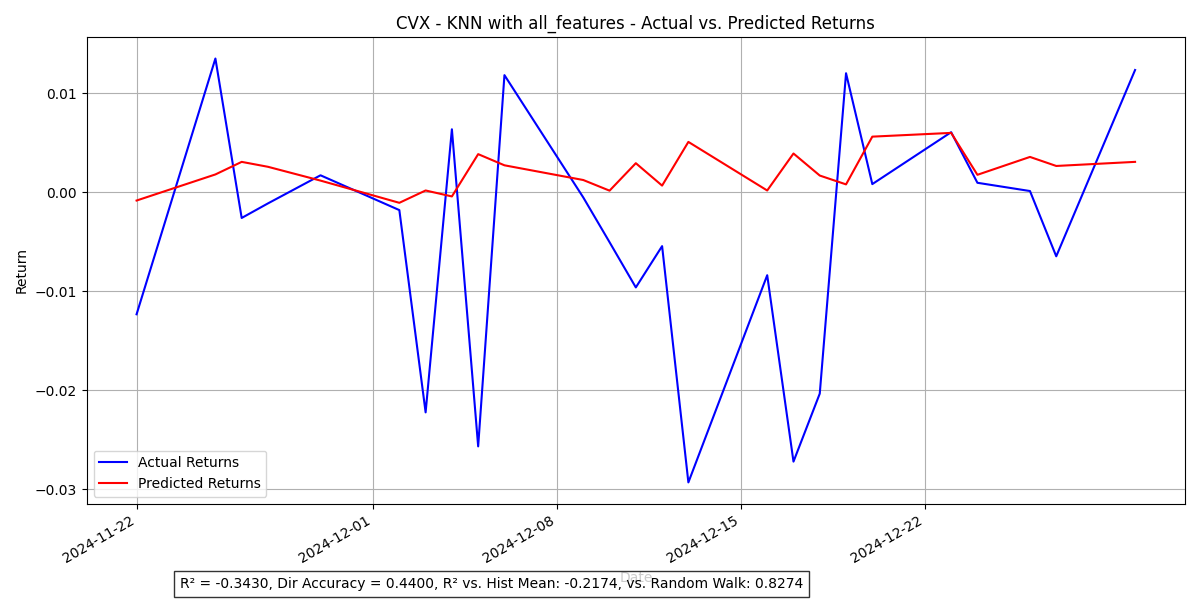 CVX - KNN with all_features - Actual vs. Predicted Returns
0.01
0.00
−0.01
−0.02
−0.03
Return
Actual Returns
Predicted Returns
2024-11-22
2024-12-01
2024-12-08
2024-12-15
2024-12-22
Date
R² = -0.3430, Dir Accuracy = 0.4400, R² vs. Hist Mean: -0.2174, vs. Random Walk: 0.8274